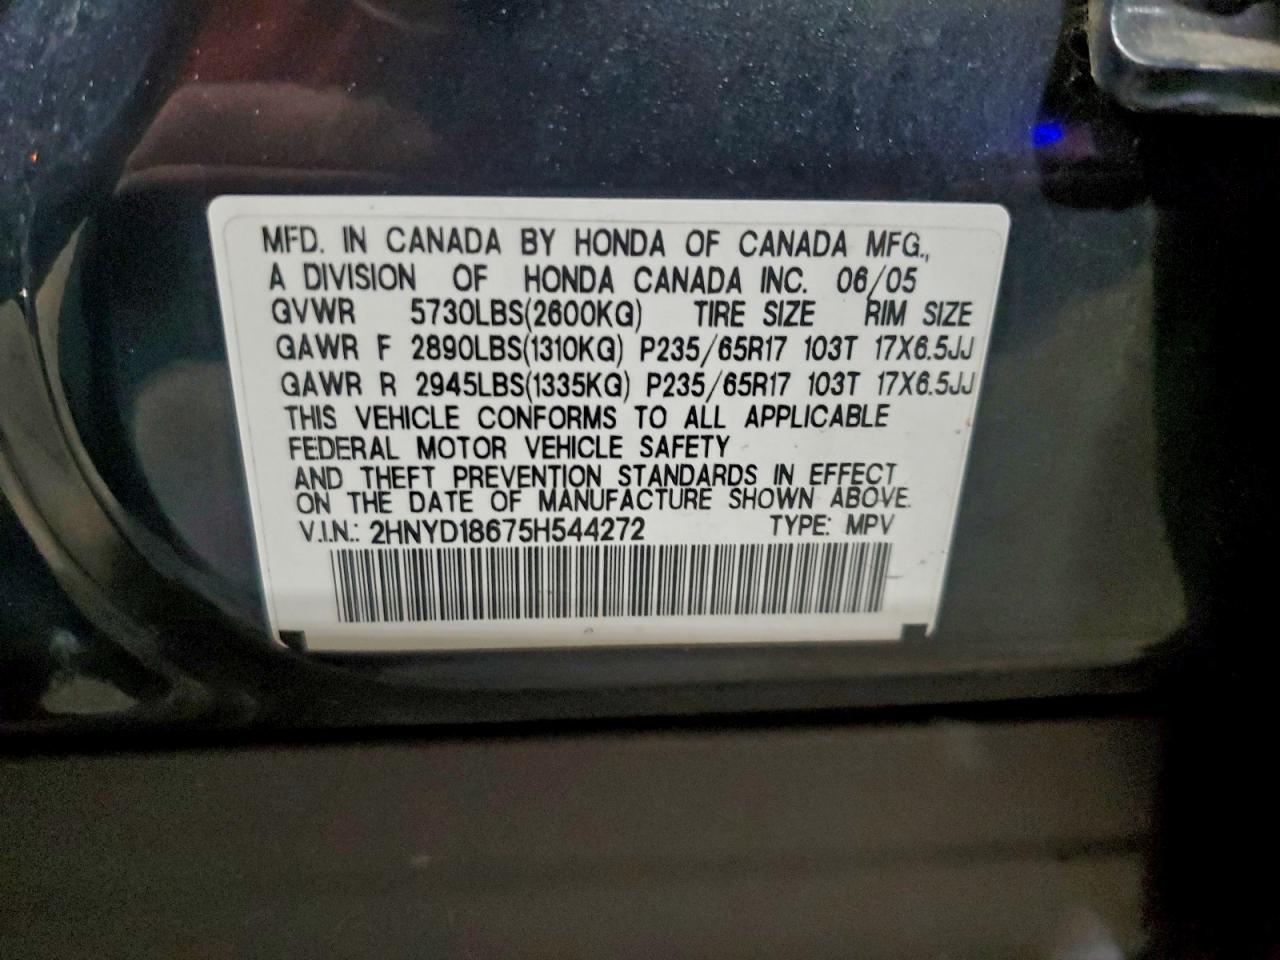 MFD. IN CANADA BY HONDA OF CANADA MFG.,
A DIVISION OF HONDA CANADA INC. 06/05
GVWR 5730LBS(2600KG) TIRE SIZE RIM SIZE
GAWR F 2890LBS(1310KG) P235/65R17 103T 17X6.5JJ
GAWR R 2945LBS(1335KG) P235/65R17 103T 17X6.5JJ
THIS VEHICLE CONFORMS TO ALL APPLICABLE
FEDERAL MOTOR VEHICLE SAFETY
AND THEFT PREVENTION STANDARDS IN EFFECT
ON THE DATE OF MANUFACTURE SHOWN ABOVE.
V.I.N.: 2HNYD18675H544272 TYPE: MPV